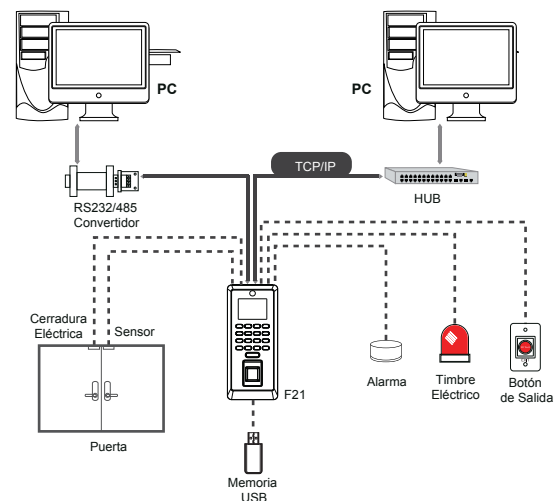 PC
PC
TCP/IP
RS232/485
Convertidor
HUB
Cerradura
Eléctrica
Sensor
F21
Alarma
Timbre
Eléctrico
Botón
de Salida
Puerta
Memoria
USB